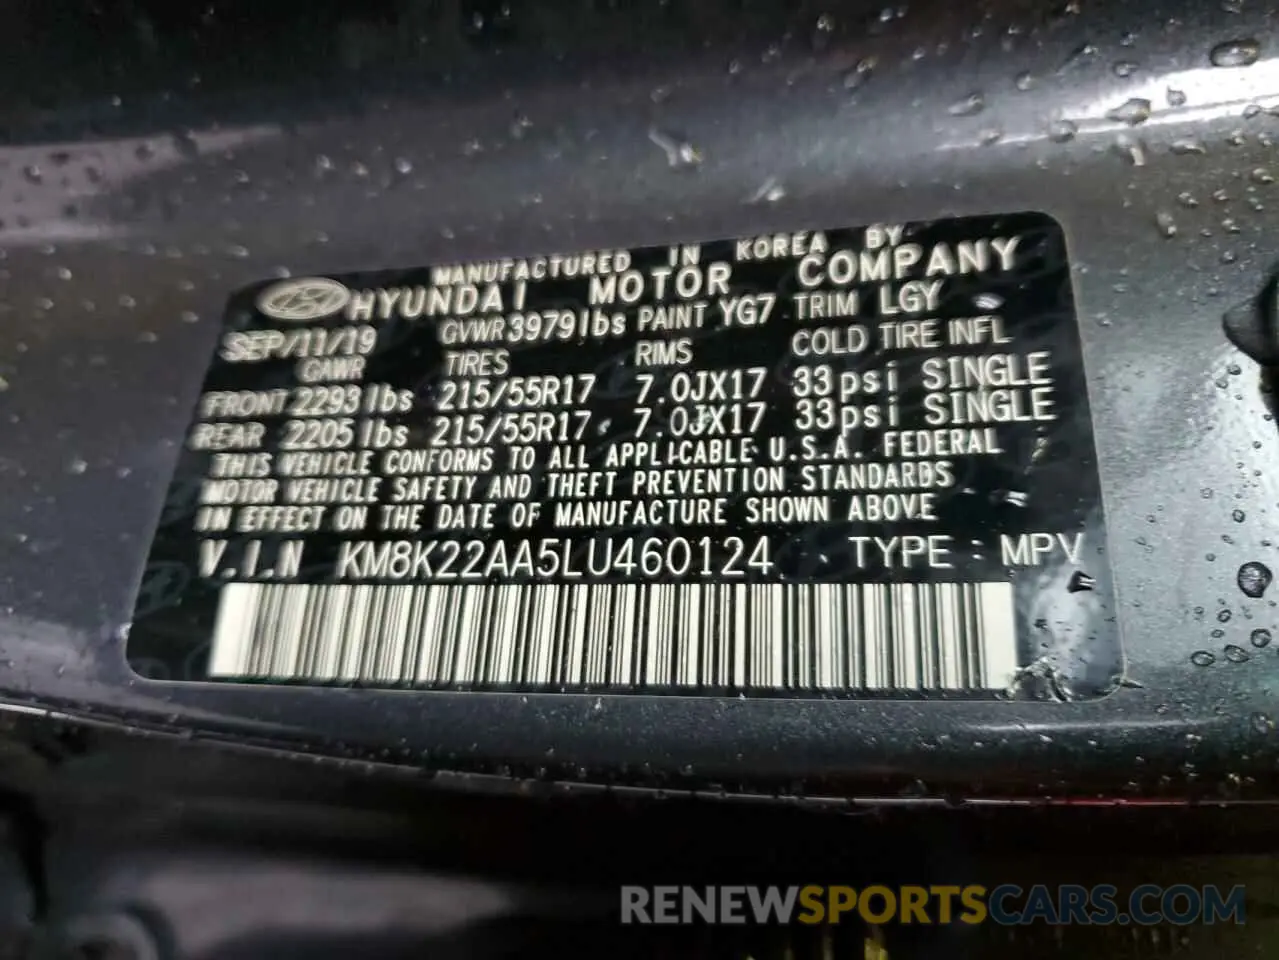 MANUFACTURED IN KOREA BY
HYUNDAI MOTOR COMPANY
SEP/11/19 GVWR 3979lbs PAINT YG7 TRIM LGY
GAWR TIRES RIMS COLD TIRE INFL
FRONT 2293lbs 215/55R17 7.0JX17 33psi SINGLE
REAR 2205lbs 215/55R17 7.0JX17 33psi SINGLE
THIS VEHICLE CONFORMS TO ALL APPLICABLE U.S.A. FEDERAL
MOTOR VEHICLE SAFETY AND THEFT PREVENTION STANDARDS
IN EFFECT ON THE DATE OF MANUFACTURE SHOWN ABOVE
V.I.N KM8K22AA5LU460124 TYPE : MPV
RENEWSPORTSCARS.COM